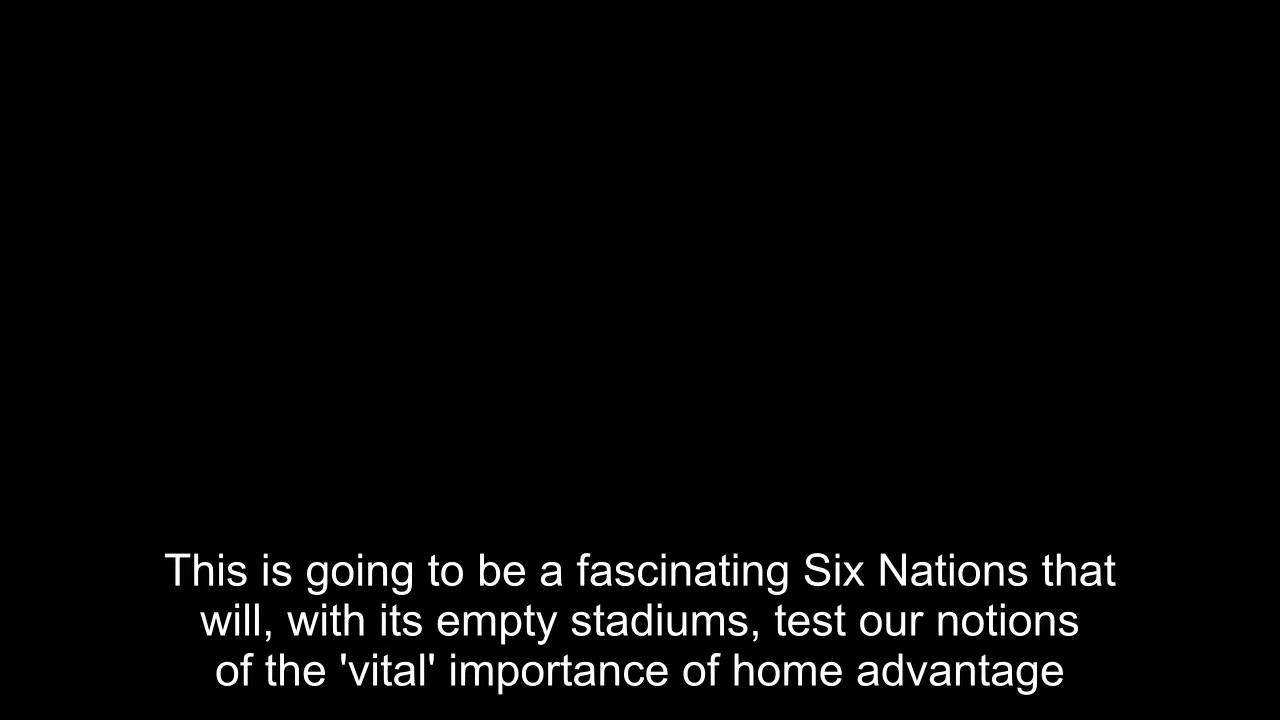 This is going to be a fascinating Six Nations that
will, with its empty stadiums, test our notions
of the 'vital' importance of home advantage